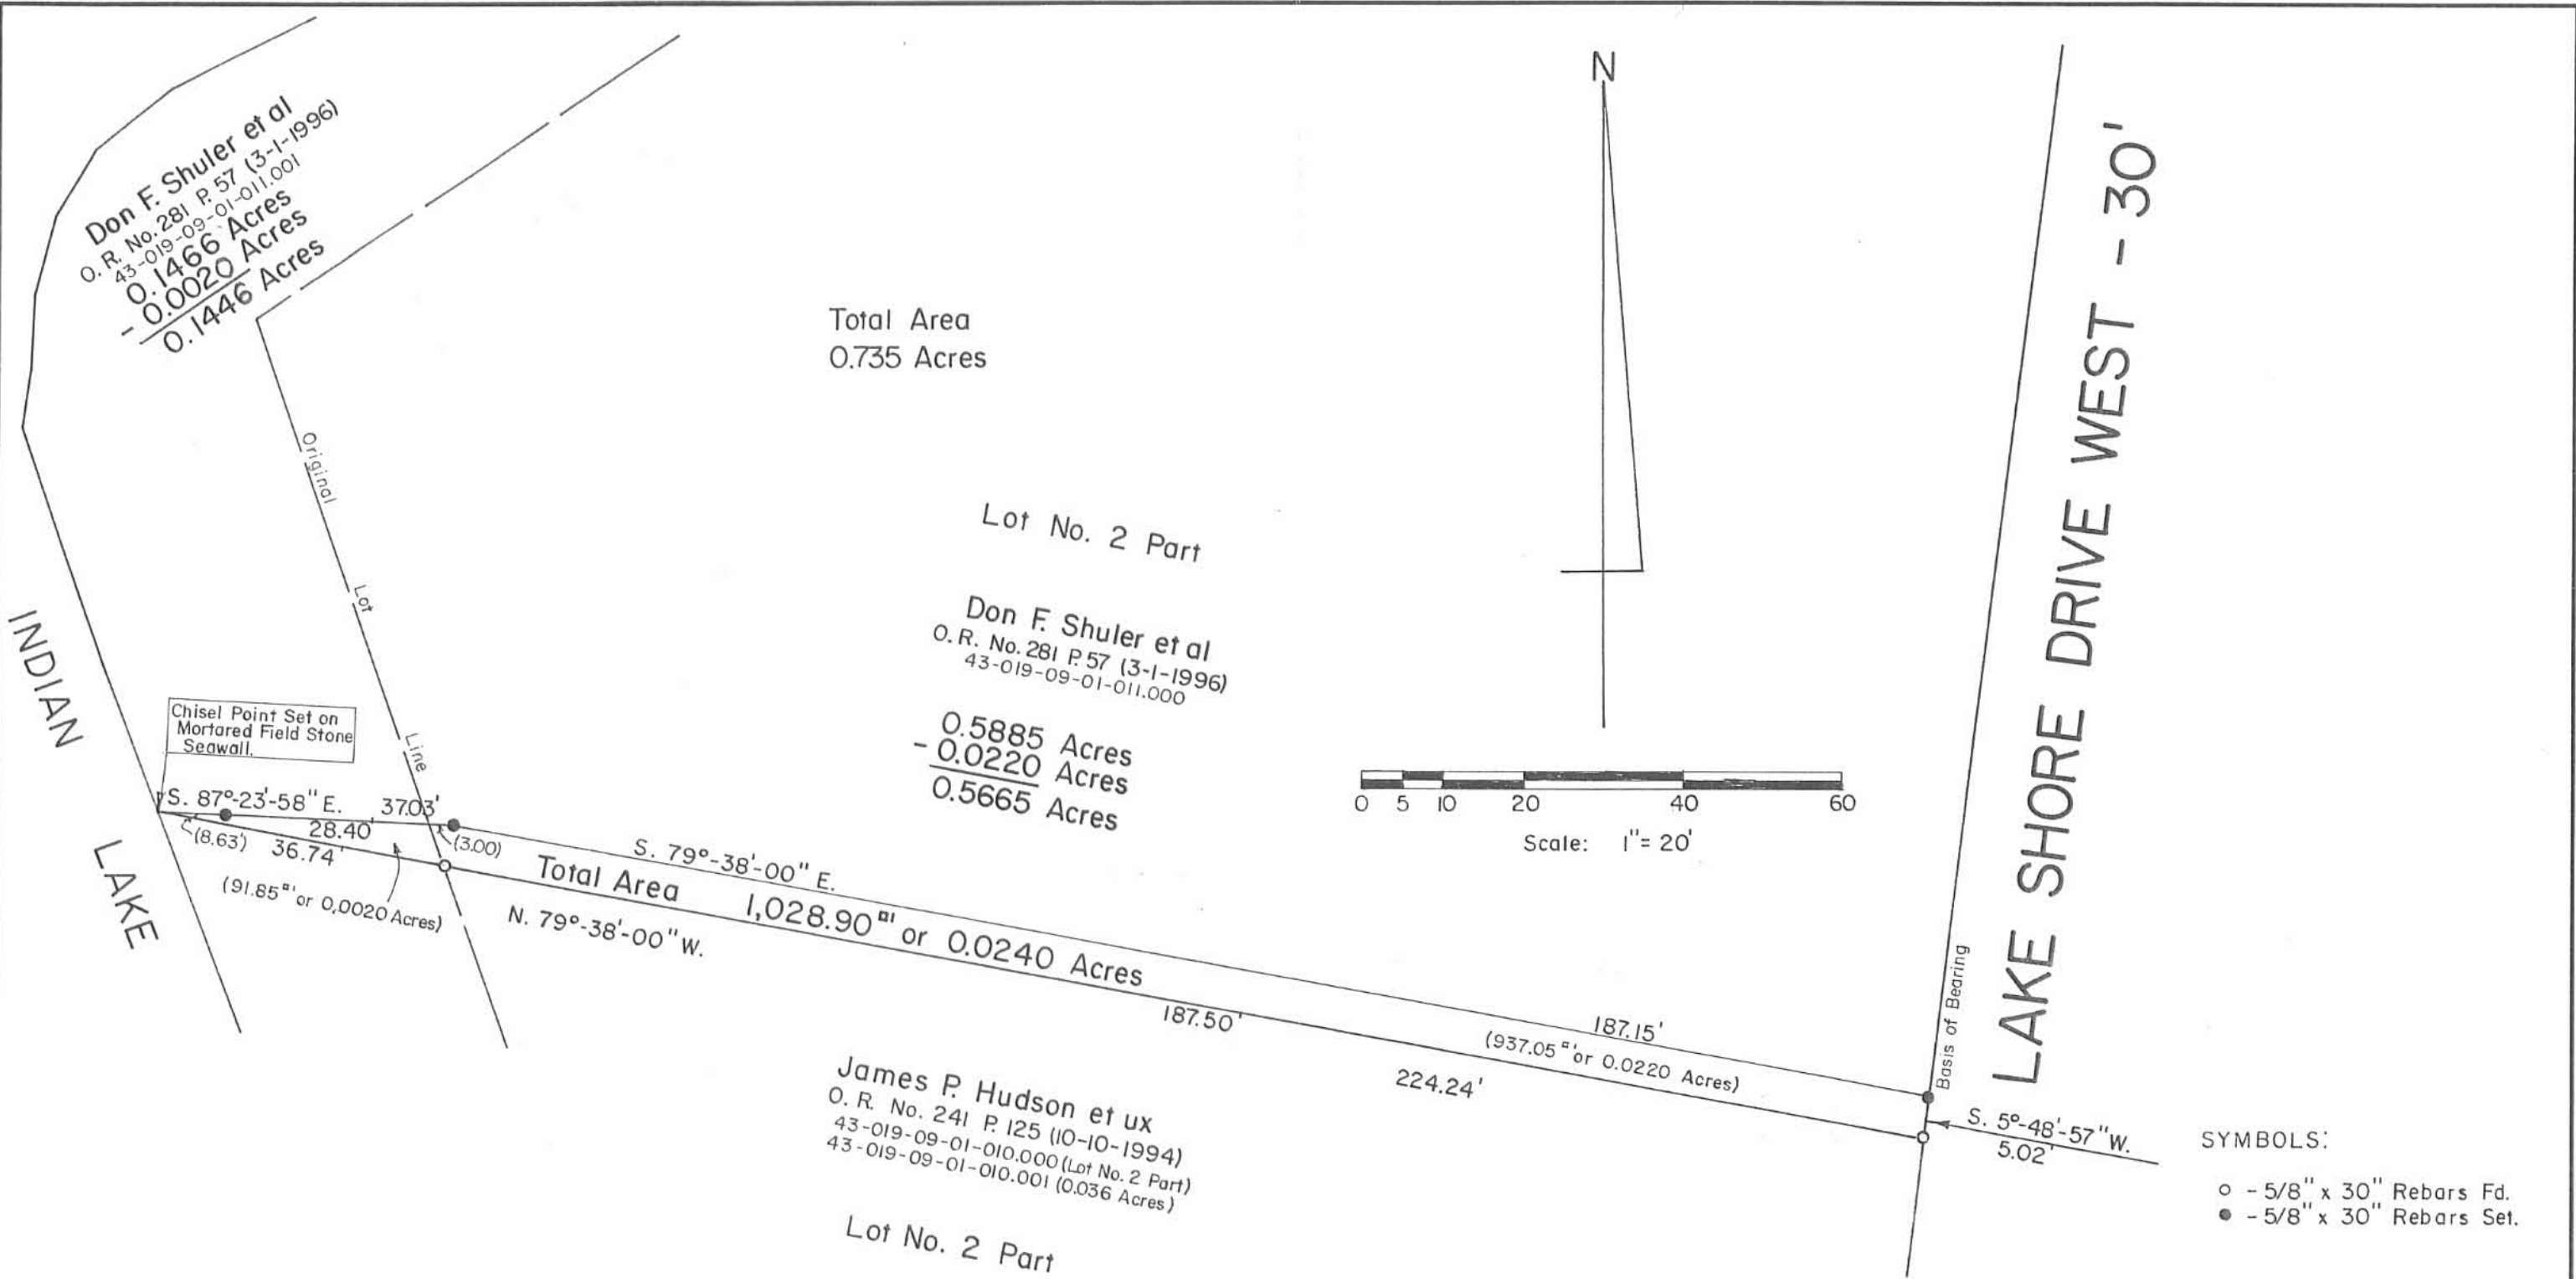 Don F. Shuler et al
O. R. No. 281 P. 57 (3-1-1996)
43-019-09-01-011.001
0.1466 Acres
- 0.0020 Acres
0.1446 Acres
Total Area
0.735 Acres
N
LAKE SHORE DRIVE WEST - 30'
Original Lot Line
Lot No. 2 Part
Don F. Shuler et al
O. R. No. 281 P. 57 (3-1-1996)
43-019-09-01-011.000
0.5885 Acres
- 0.0220 Acres
0.5665 Acres
0 5 10 20 40 60
Scale: 1"= 20'
INDIAN LAKE
Chisel Point Set on
Mortared Field Stone
Seawall.
S. 87°-23'-58" E. 37.03'
(8.63') 28.40' (3.00)
36.74'
(91.85□' or 0.0020 Acres)
S. 79°-38'-00" E.
Total Area 1,028.90□' or 0.0240 Acres
N. 79°-38'-00" W.
187.50'
187.15'
(937.05□' or 0.0220 Acres)
224.24'
Basis of Bearing
S. 5°-48'-57" W.
5.02'
James P. Hudson et ux
O. R. No. 241 P. 125 (10-10-1994)
43-019-09-01-010.000 (Lot No. 2 Part)
43-019-09-01-010.001 (0.036 Acres)
Lot No. 2 Part
SYMBOLS:
○ - 5/8" x 30" Rebars Fd.
● - 5/8" x 30" Rebars Set.